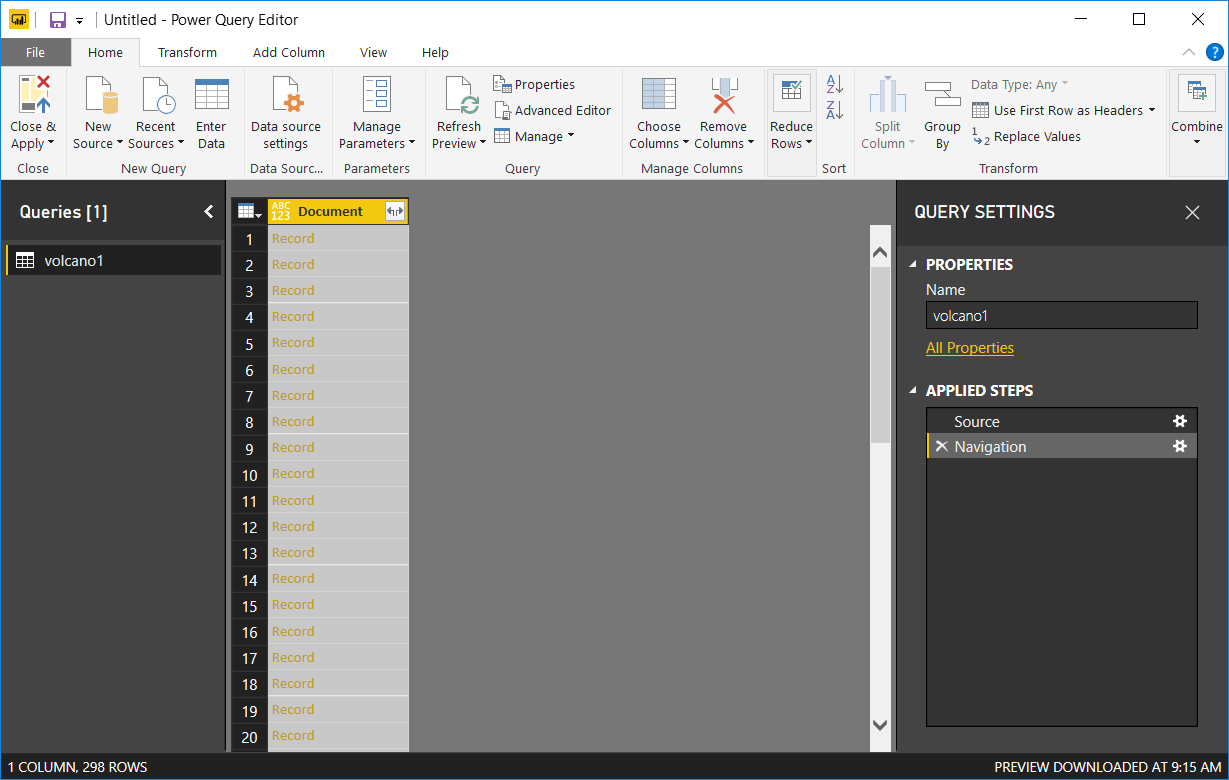 Untitled - Power Query Editor
File Home Transform Add Column View Help
?
Close &
Apply
Close
New
Source
Recent
Sources
Enter
Data
New Query
Data source
settings
Data Sourc...
Manage
Parameters
Parameters
Refresh
Preview
Properties
Advanced Editor
Manage
Query
Choose
Columns
Remove
Columns
Manage Columns
Reduce
Rows
A
Z
Z
A
Sort
Split
Column
Group
By
Data Type: Any
Use First Row as Headers
1
2
Replace Values
Transform
Combine
Queries [1]
volcano1
ABC
123
Document
1 Record
2 Record
3 Record
4 Record
5 Record
6 Record
7 Record
8 Record
9 Record
10 Record
11 Record
12 Record
13 Record
14 Record
15 Record
16 Record
17 Record
18 Record
19 Record
20 Record
QUERY SETTINGS
PROPERTIES
Name
volcano1
All Properties
APPLIED STEPS
Source
Navigation
1 COLUMN, 298 ROWS
PREVIEW DOWNLOADED AT 9:15 AM